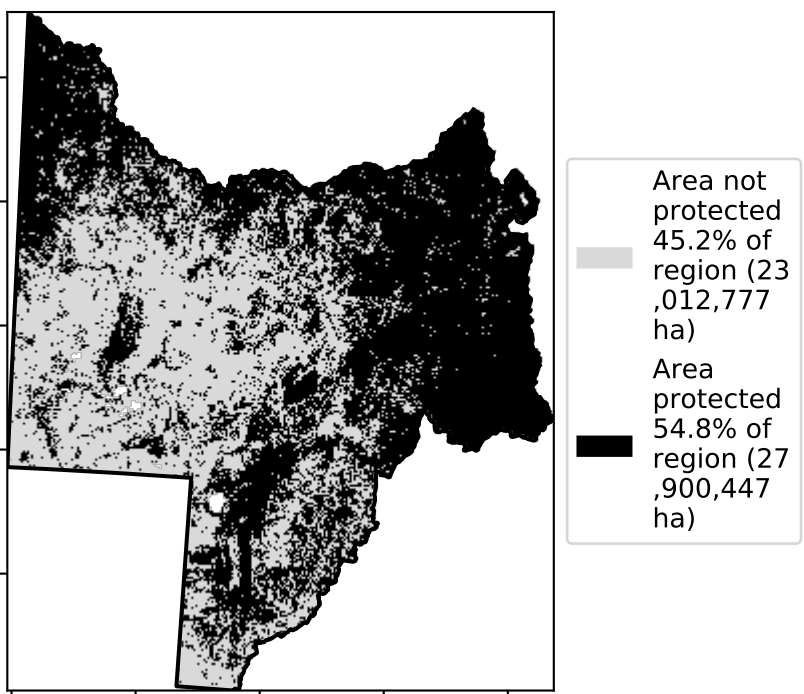 Area not
protected
45.2% of
region (23
,012,777
ha)
Area
protected
54.8% of
region (27
,900,447
ha)